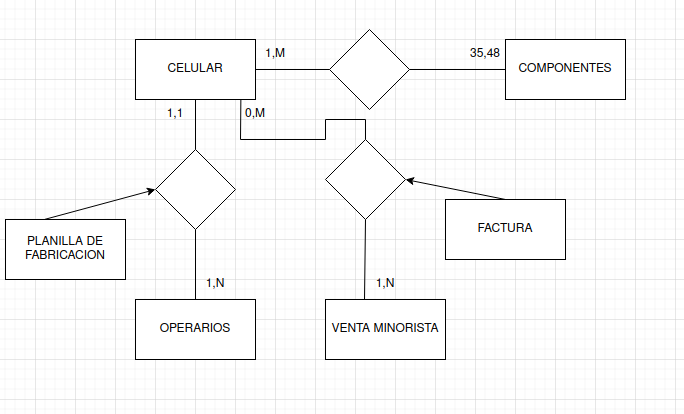 CELULAR
1,M
35,48
COMPONENTES
1,1
0,M
PLANILLA DE
FABRICACION
FACTURA
1,N
1,N
OPERARIOS
VENTA MINORISTA